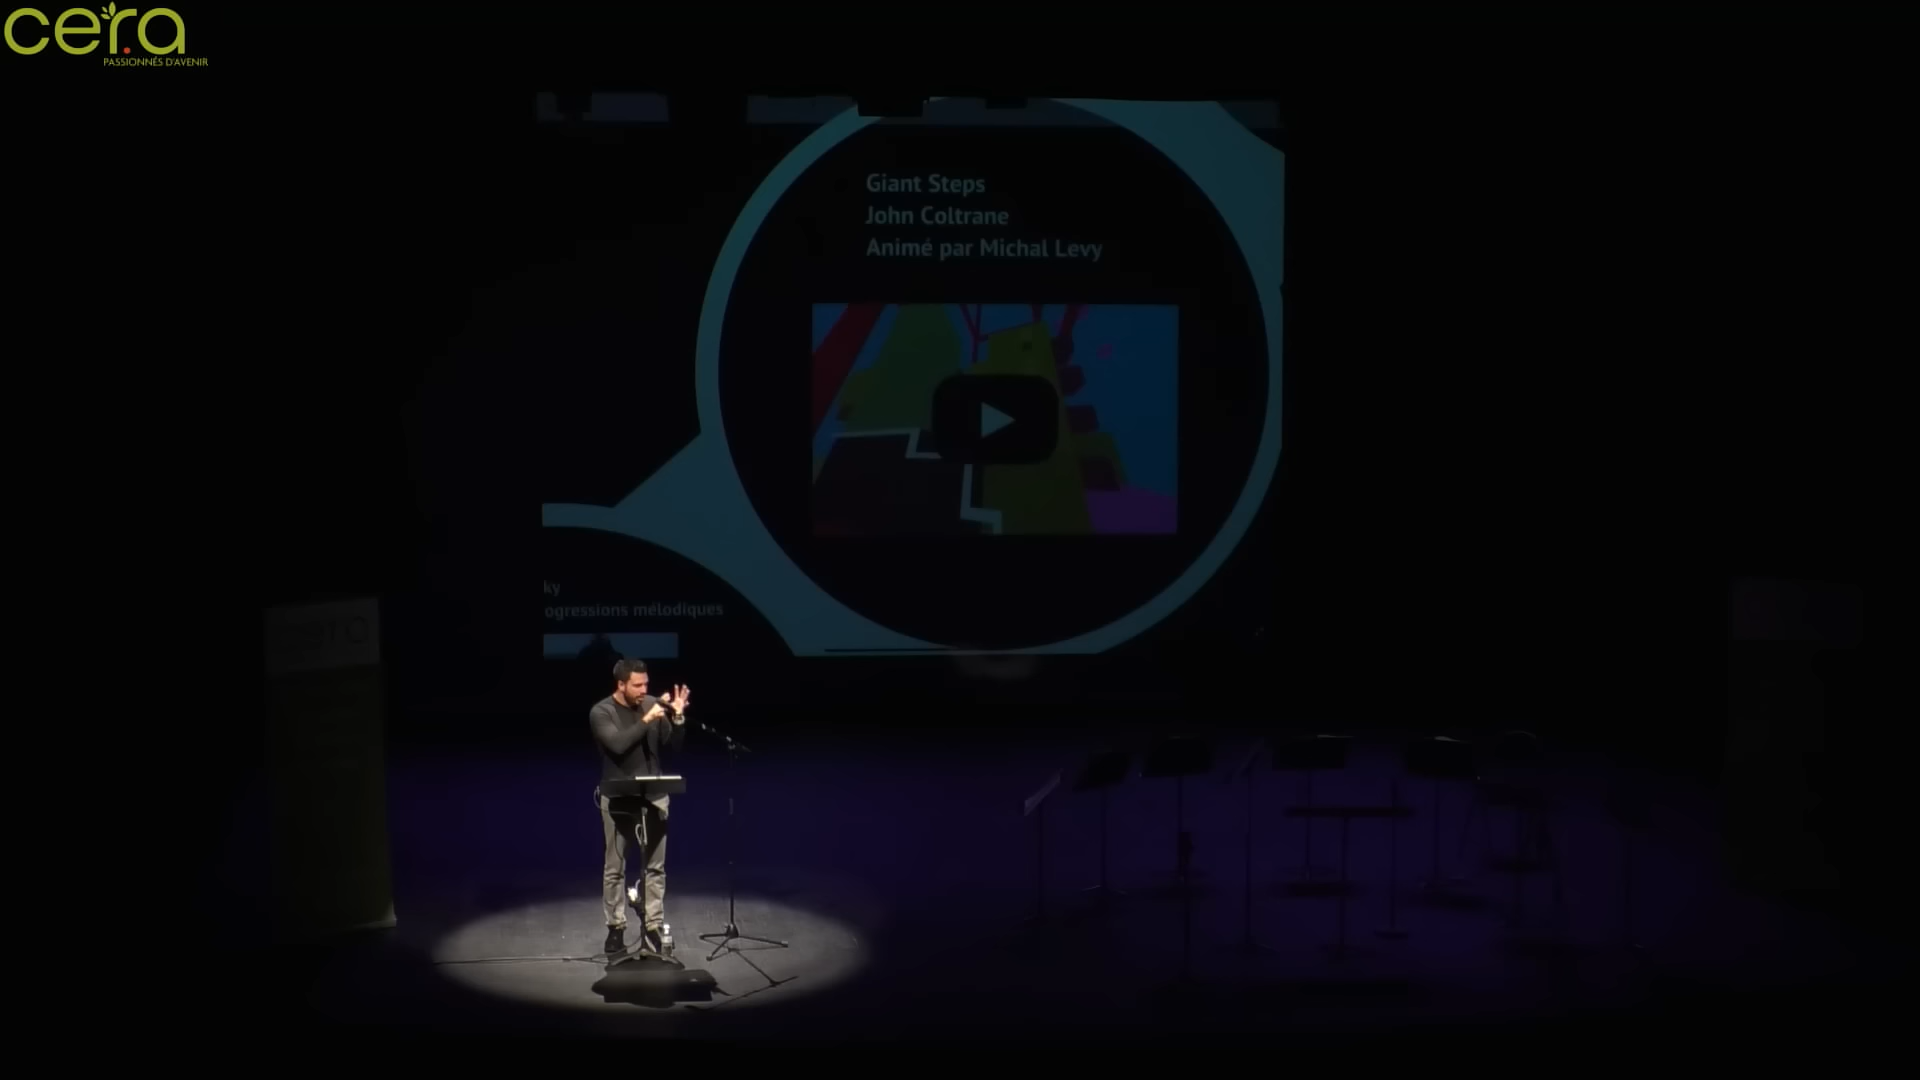 cera
PASSIONNÉS D'AVENIR
Giant Steps
John Coltrane
Animé par Michal Levy
ky
ogressions mélodiques